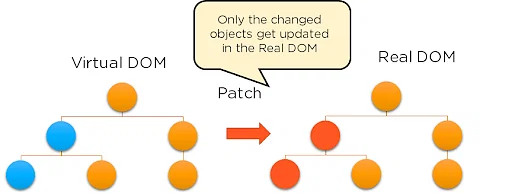 Only the changed
objects get updated
in the Real DOM
Virtual DOM
Real DOM
Patch